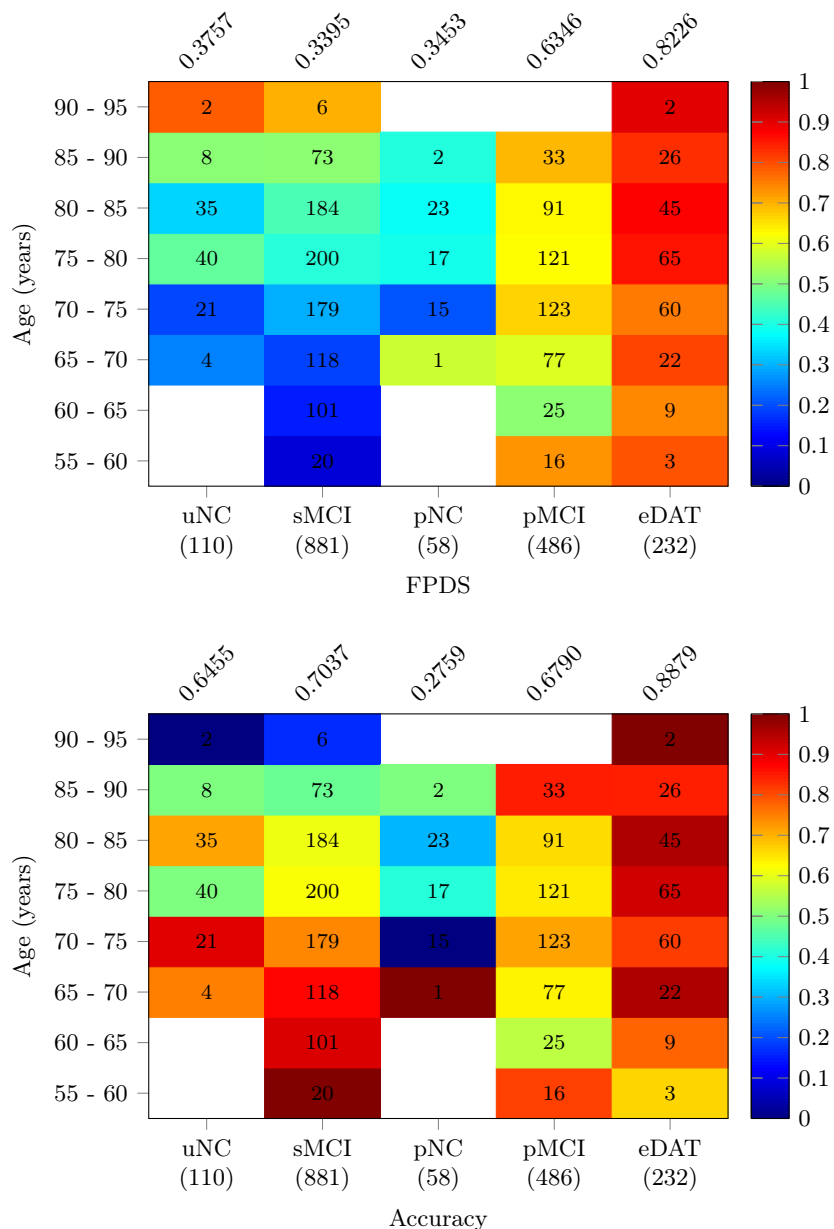 0.3757 0.3395 0.3453 0.6346 0.8226
90 - 95 2 6 2 1
85 - 90 8 73 2 33 26 0.9
0.8
80 - 85 35 184 23 91 45 0.7
75 - 80 40 200 17 121 65 0.6
Age (years)
0.5
70 - 75 21 179 15 123 60 0.4
65 - 70 4 118 1 77 22 0.3
60 - 65 101 25 9 0.2
0.1
55 - 60 20 16 3 0
uNC sMCI pNC pMCI eDAT
(110) (881) (58) (486) (232)
FPDS
0.6455 0.7037 0.2759 0.6790 0.8879
90 - 95 2 6 2 1
85 - 90 8 73 2 33 26 0.9
0.8
80 - 85 35 184 23 91 45 0.7
75 - 80 40 200 17 121 65 0.6
Age (years)
0.5
70 - 75 21 179 15 123 60 0.4
65 - 70 4 118 1 77 22 0.3
60 - 65 101 25 9 0.2
0.1
55 - 60 20 16 3 0
uNC sMCI pNC pMCI eDAT
(110) (881) (58) (486) (232)
Accuracy